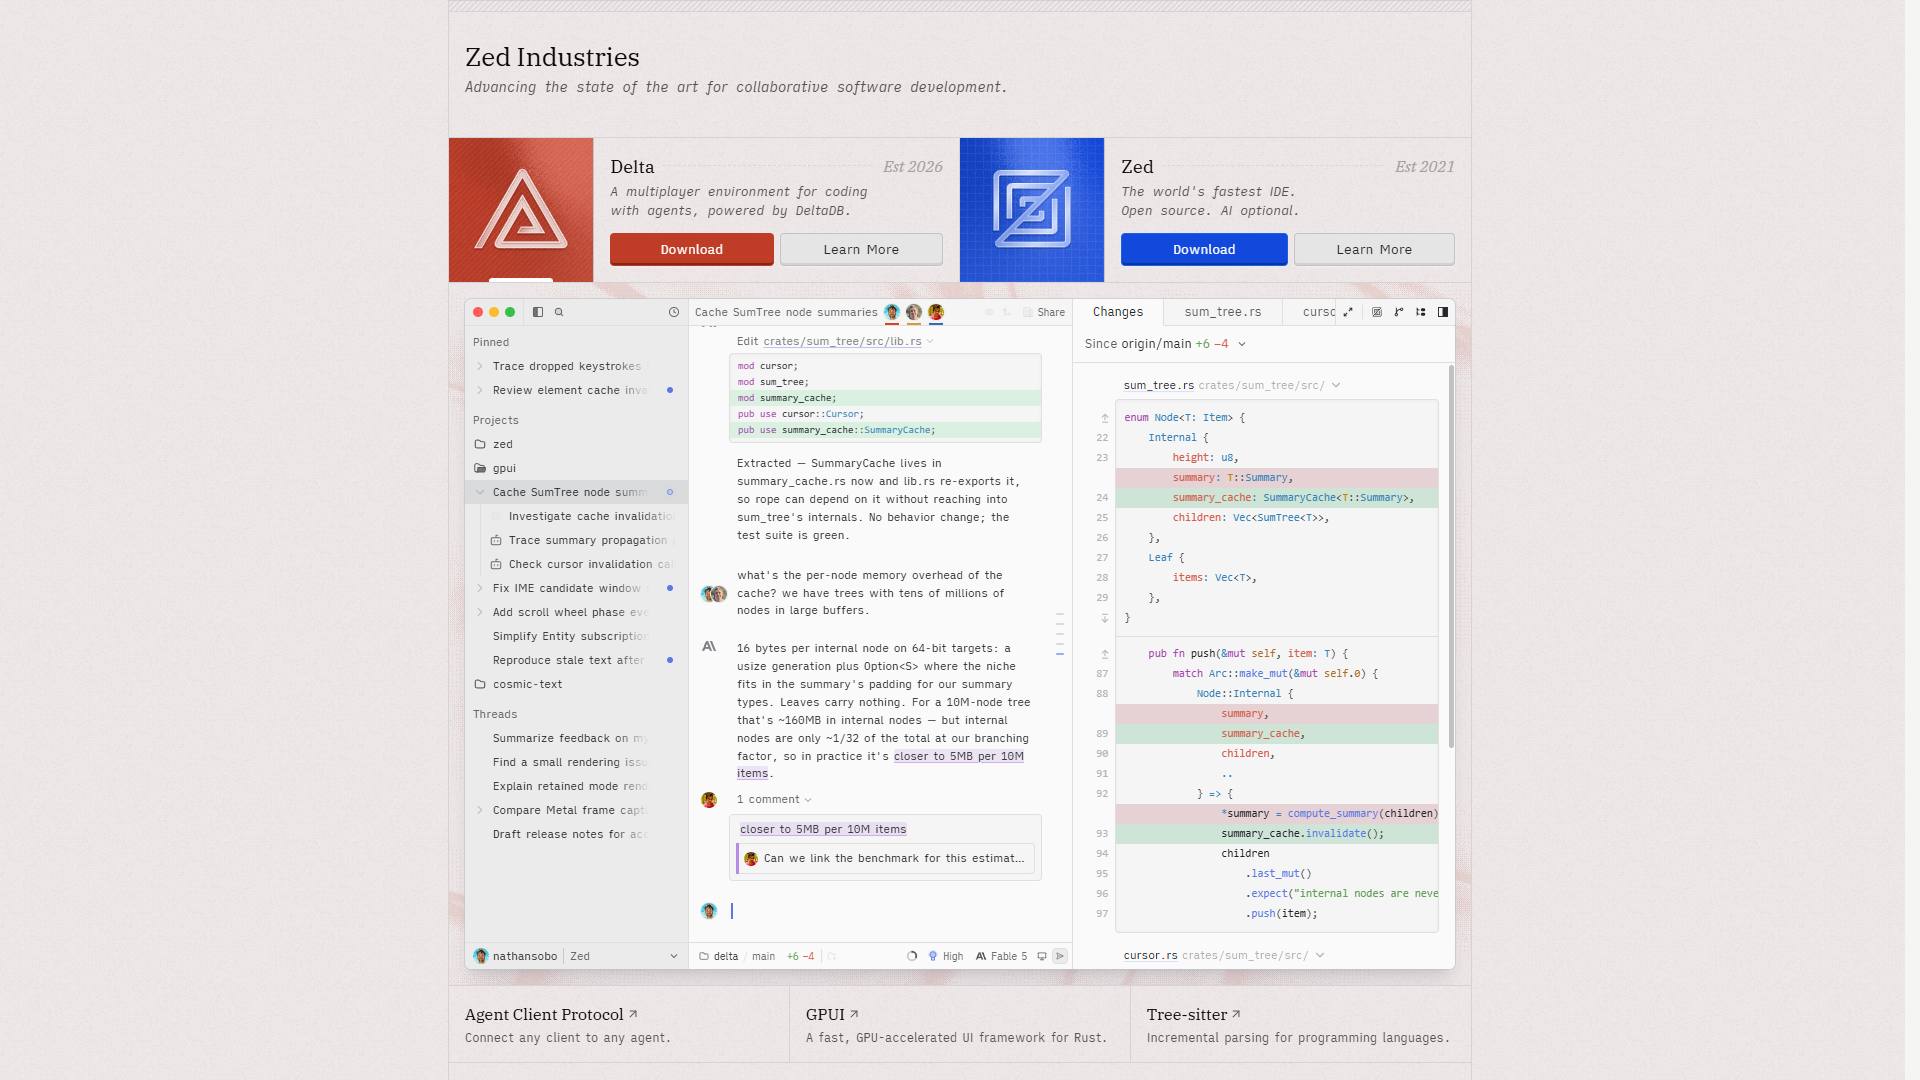 Zed Industries
Advancing the state of the art for collaborative software development.
Delta
Est 2026
A multiplayer environment for coding
with agents, powered by DeltaDB.
Download
Learn More
Zed
Est 2021
The world's fastest IDE.
Open source. AI optional.
Download
Learn More
Pinned
Trace dropped keystrokes
Review element cache inva
Projects
zed
gpui
Cache SumTree node summ
Investigate cache invalidatio
Trace summary propagation
Check cursor invalidation cal
Fix IME candidate window
Add scroll wheel phase eve
Simplify Entity subscription
Reproduce stale text after
cosmic-text
Threads
Summarize feedback on my
Find a small rendering issu
Explain retained mode rend
Compare Metal frame captu
Draft release notes for acc
nathansobo
Zed
Cache SumTree node summaries
Share
Edit crates/sum_tree/src/lib.rs
mod cursor;
mod sum_tree;
mod summary_cache;
pub use cursor::Cursor;
pub use summary_cache::SummaryCache;
Extracted — SummaryCache lives in
summary_cache.rs now and lib.rs re-exports it,
so rope can depend on it without reaching into
sum_tree's internals. No behavior change; the
test suite is green.
what's the per-node memory overhead of the
cache? we have trees with tens of millions of
nodes in large buffers.
16 bytes per internal node on 64-bit targets: a
usize generation plus Option<S> where the niche
fits in the summary's padding for our summary
types. Leaves carry nothing. For a 10M-node tree
that's ~160MB in internal nodes — but internal
nodes are only ~1/32 of the total at our branching
factor, so in practice it's closer to 5MB per 10M
items.
1 comment
closer to 5MB per 10M items
Can we link the benchmark for this estimat...
delta / main +6 −4
High
Fable 5
Changes
sum_tree.rs
curso
Since origin/main +6 −4
sum_tree.rs crates/sum_tree/src/
enum Node<T: Item> {
22 Internal {
23 height: u8,
summary: T::Summary,
24 summary_cache: SummaryCache<T::Summary>,
25 children: Vec<SumTree<T>>,
26 },
27 Leaf {
28 items: Vec<T>,
29 },
}
pub fn push(&mut self, item: T) {
87 match Arc::make_mut(&mut self.0) {
88 Node::Internal {
summary,
89 summary_cache,
90 children,
91 ..
92 } => {
*summary = compute_summary(children)
93 summary_cache.invalidate();
94 children
95 .last_mut()
96 .expect("internal nodes are neve
97 .push(item);
cursor.rs crates/sum_tree/src/
Agent Client Protocol
Connect any client to any agent.
GPUI
A fast, GPU-accelerated UI framework for Rust.
Tree-sitter
Incremental parsing for programming languages.